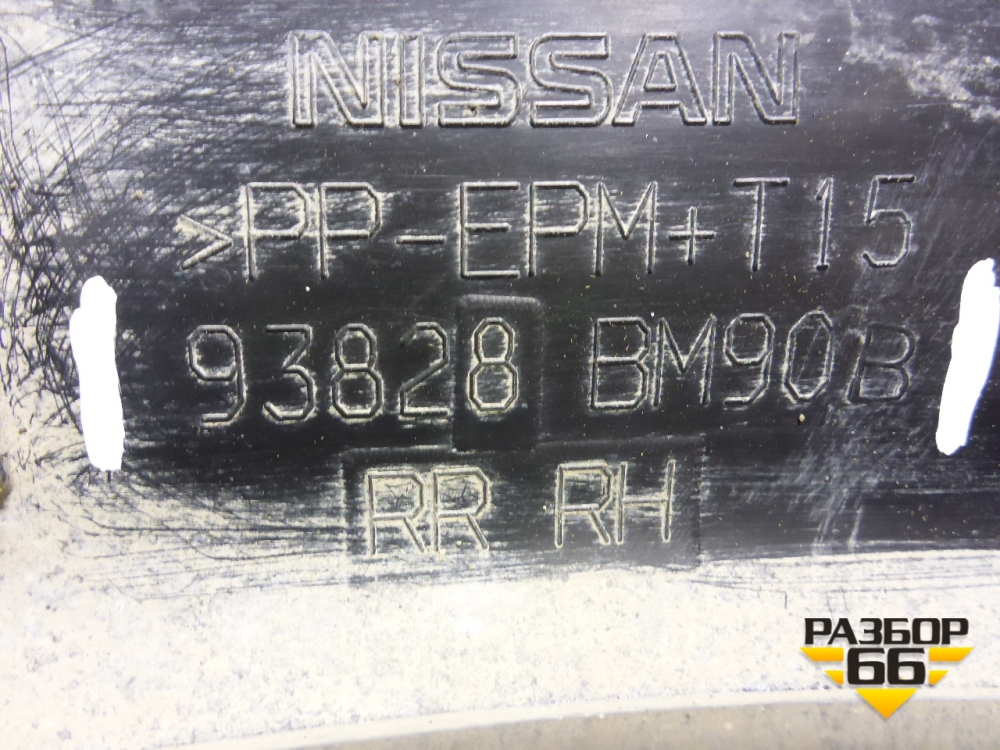 NISSAN
>PP-EPM+T15
93828 BM90B
RR RH
РАЗБОР
66